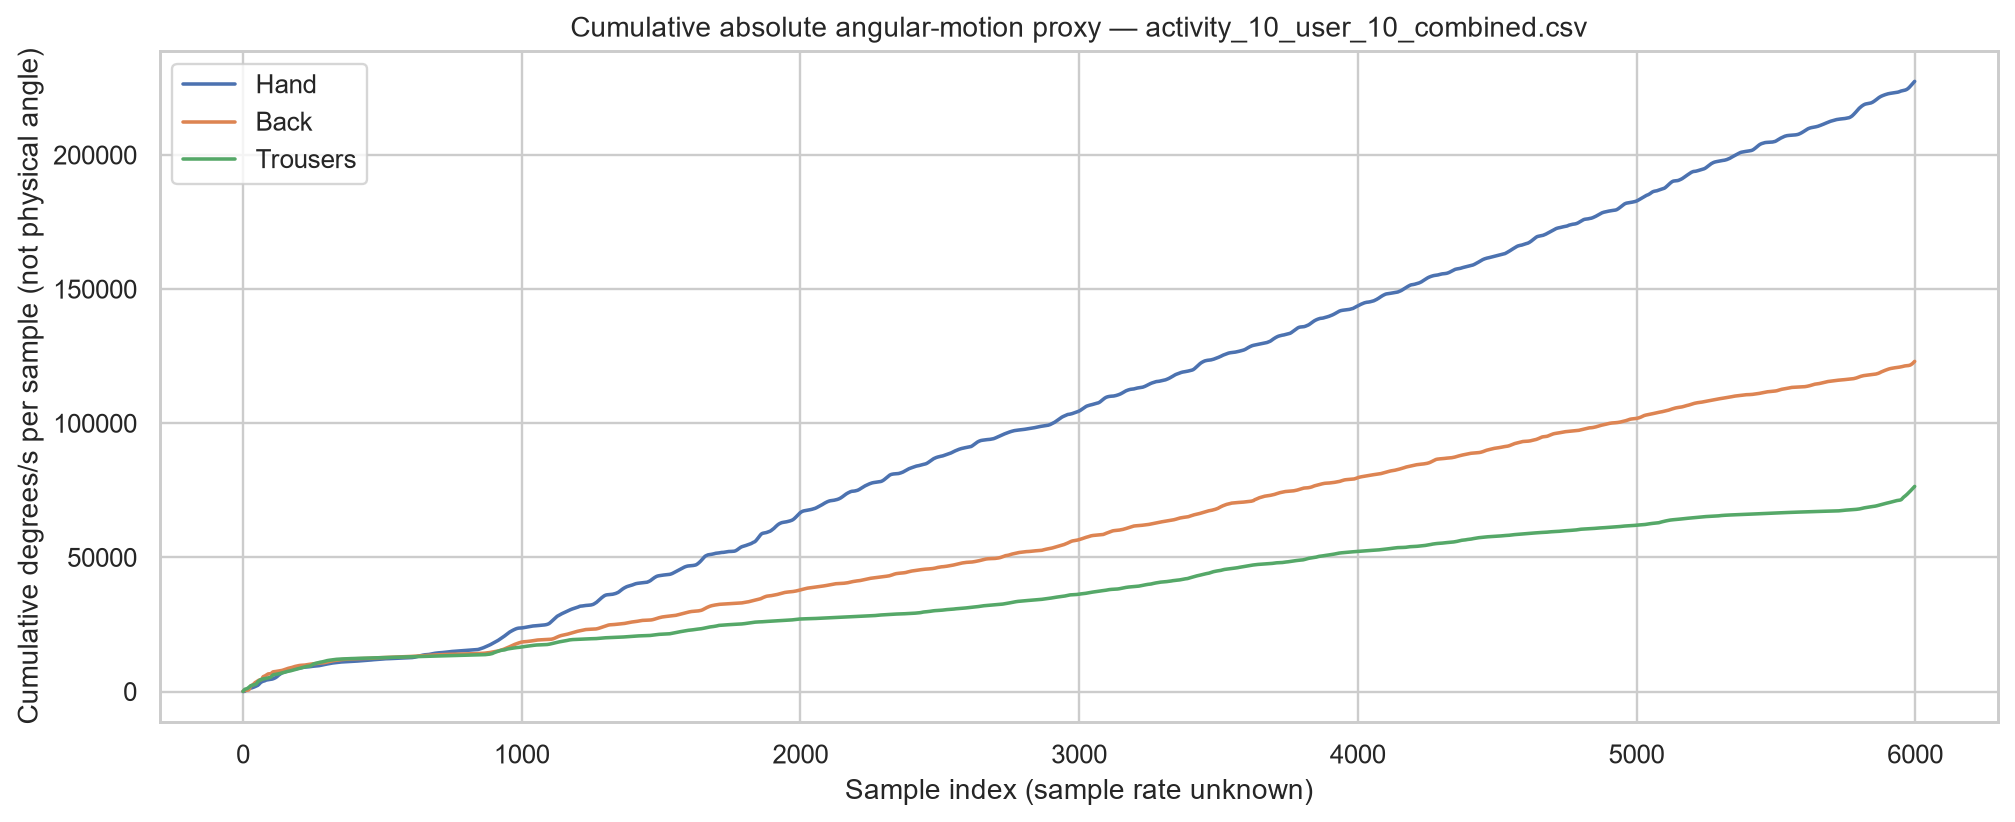 Cumulative absolute angular-motion proxy — activity_10_user_10_combined.csv
Hand
Back
Trousers
Cumulative degrees/s per sample (not physical angle)
200000
150000
100000
50000
0
0 1000 2000 3000 4000 5000 6000
Sample index (sample rate unknown)